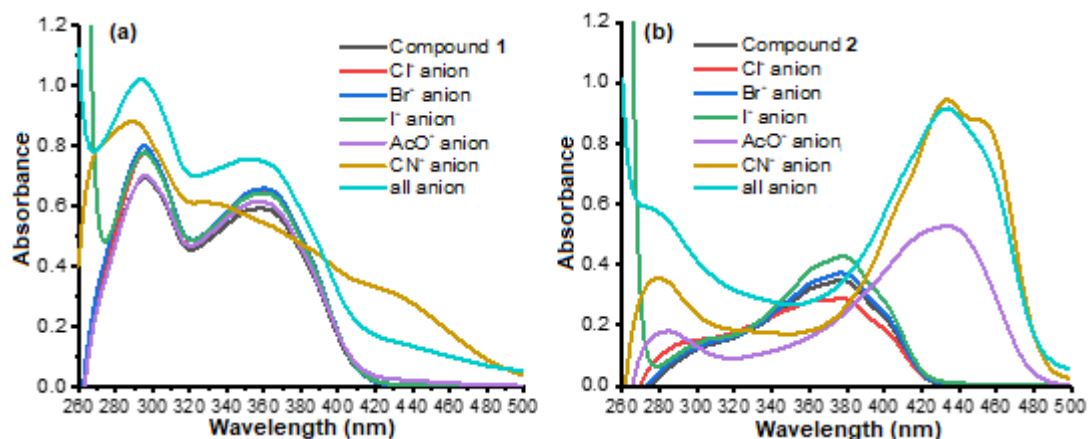 (a)
Compound 1
Cl⁻ anion
Br⁻ anion
I⁻ anion
AcO⁻ anion
CN⁻ anion
all anion
Absorbance
1.2
1.0
0.8
0.6
0.4
0.2
0.0
260 280 300 320 340 360 380 400 420 440 460 480 500
Wavelength (nm)
(b)
Compound 2
Cl⁻ anion
Br⁻ anion
I⁻ anion
AcO⁻ anion
CN⁻ anion
all anion
Absorbance
1.2
1.0
0.8
0.6
0.4
0.2
0.0
260 280 300 320 340 360 380 400 420 440 460 480 500
Wavelength (nm)